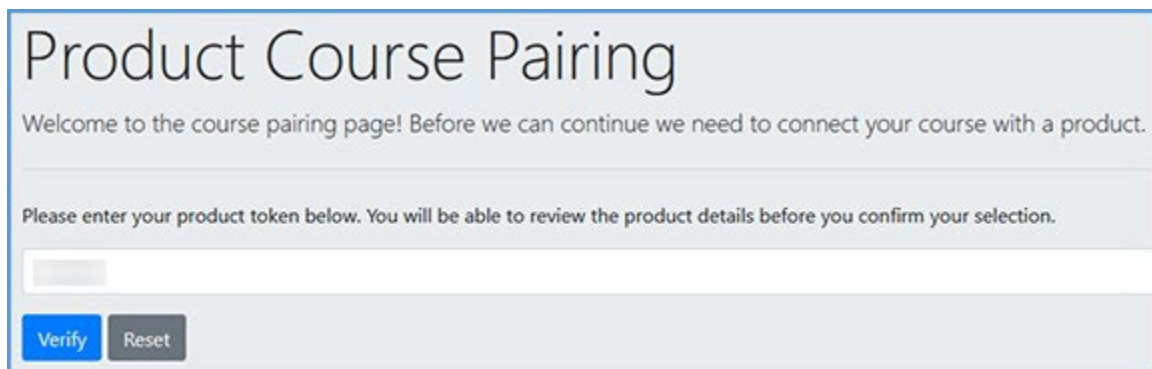 Product Course Pairing
Welcome to the course pairing page! Before we can continue we need to connect your course with a product.
Please enter your product token below. You will be able to review the product details before you confirm your selection.
Verify Reset